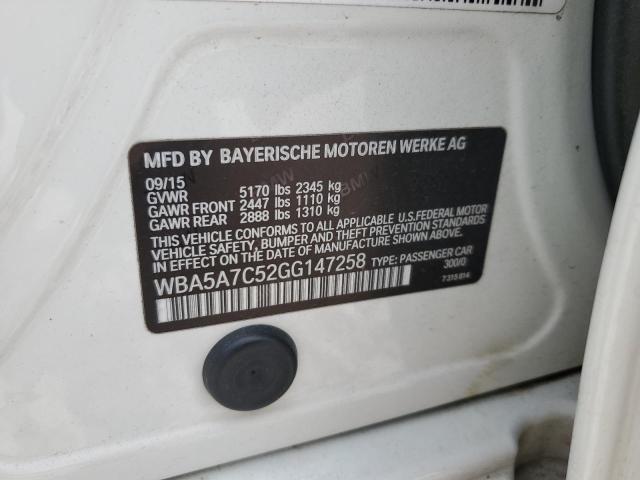 MFD BY BAYERISCHE MOTOREN WERKE AG
09/15
GVWR 5170 lbs 2345 kg
GAWR FRONT 2447 lbs 1110 kg
GAWR REAR 2888 lbs 1310 kg
THIS VEHICLE CONFORMS TO ALL APPLICABLE U.S.FEDERAL MOTOR
VEHICLE SAFETY, BUMPER AND THEFT PREVENTION STANDARDS
IN EFFECT ON THE DATE OF MANUFACTURE SHOWN ABOVE.
WBA5A7C52GG147258 TYPE: PASSENGER CAR
300/0
7315814